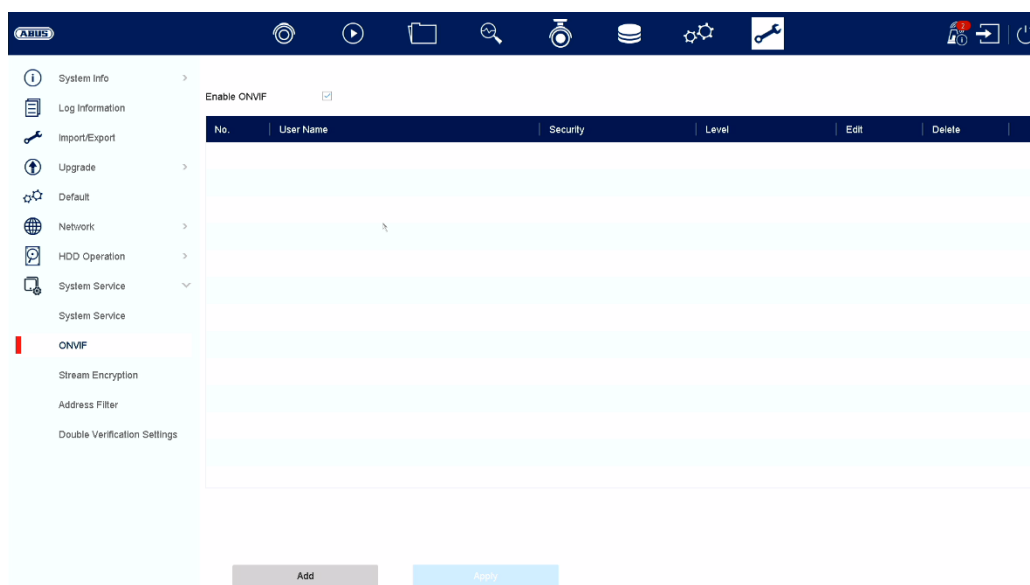 ABUS
2
System Info
Log Information
Import/Export
Upgrade
Default
Network
HDD Operation
System Service
System Service
ONVIF
Stream Encryption
Address Filter
Double Verification Settings
Enable ONVIF
No. User Name Security Level Edit Delete
Add Apply